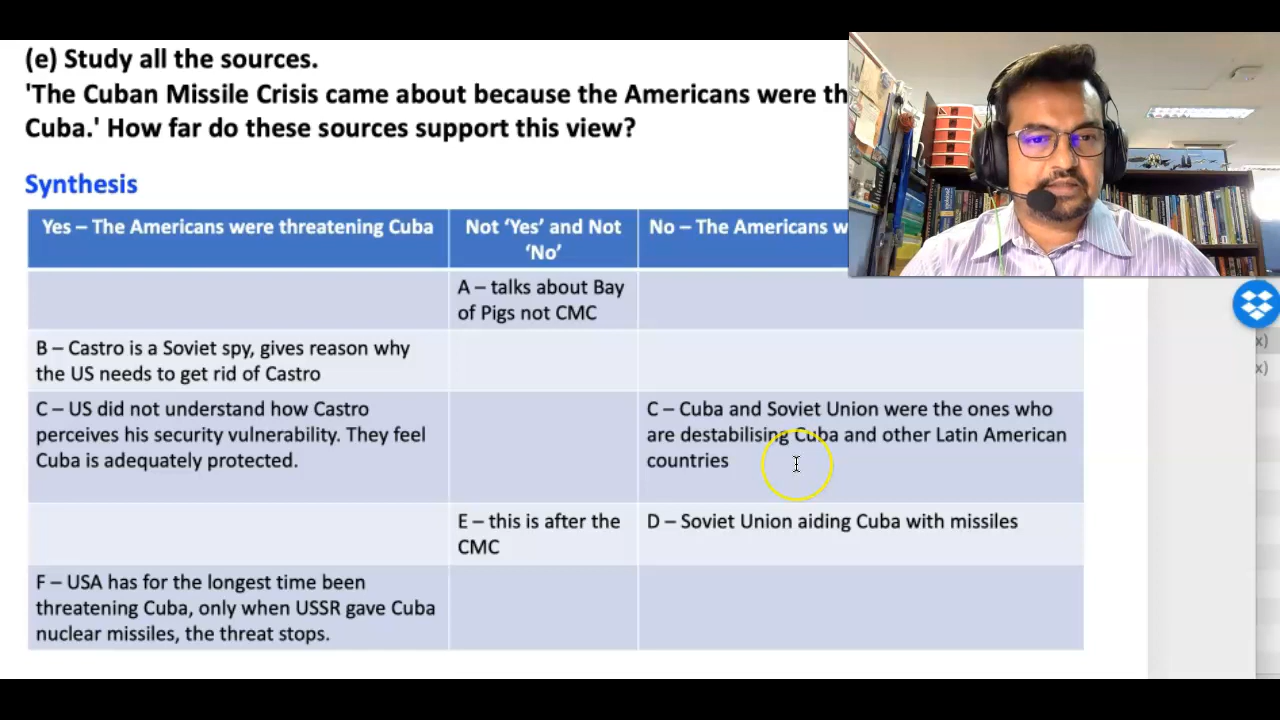 (e) Study all the sources.
'The Cuban Missile Crisis came about because the Americans were th
Cuba.' How far do these sources support this view?
Synthesis
Yes – The Americans were threatening Cuba
Not 'Yes' and Not
'No'
No – The Americans w
A – talks about Bay
of Pigs not CMC
B – Castro is a Soviet spy, gives reason why
the US needs to get rid of Castro
C – US did not understand how Castro
perceives his security vulnerability. They feel
Cuba is adequately protected.
C – Cuba and Soviet Union were the ones who
are destabilising Cuba and other Latin American
countries
E – this is after the
CMC
D – Soviet Union aiding Cuba with missiles
F – USA has for the longest time been
threatening Cuba, only when USSR gave Cuba
nuclear missiles, the threat stops.
x)
x)